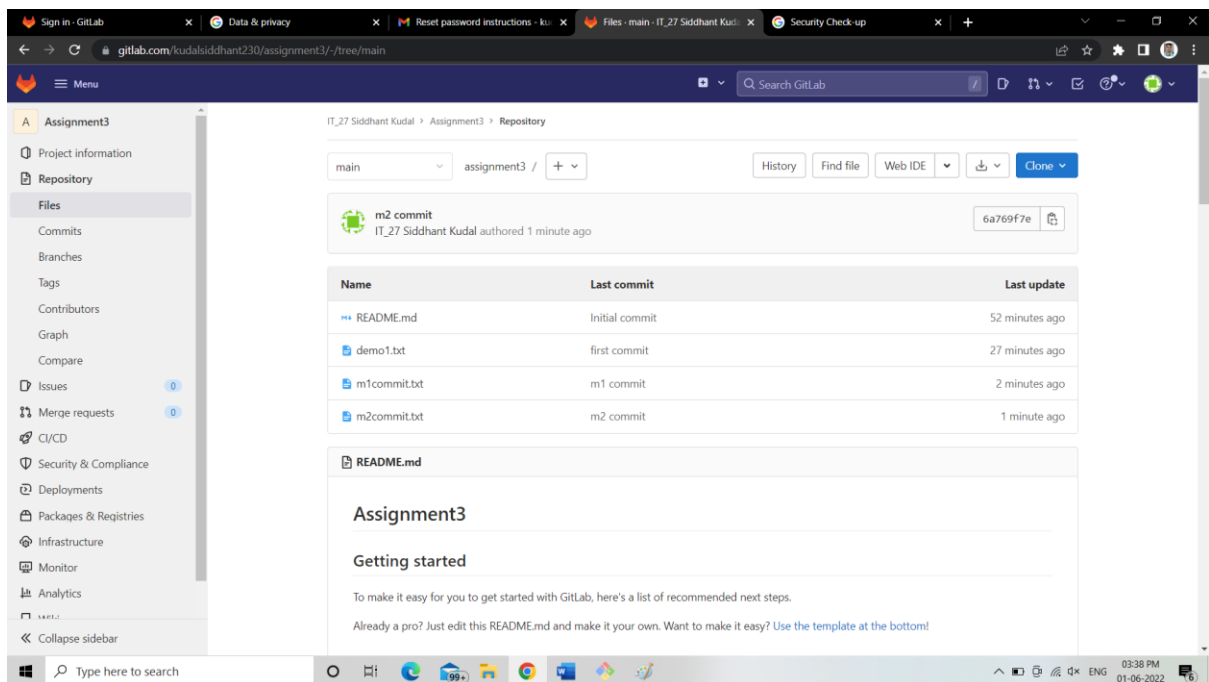 Sign in · GitLab
Data & privacy
Reset password instructions - ku
Files · main · IT_27 Siddhant Kud
Security Check-up
gitlab.com/kudalsiddhant230/assignment3/-/tree/main
Menu
Search GitLab
/
A Assignment3
Project information
Repository
Files
Commits
Branches
Tags
Contributors
Graph
Compare
Issues 0
Merge requests 0
CI/CD
Security & Compliance
Deployments
Packages & Registries
Infrastructure
Monitor
Analytics
Collapse sidebar
IT_27 Siddhant Kudal > Assignment3 > Repository
main assignment3 / + History Find file Web IDE Clone
m2 commit
IT_27 Siddhant Kudal authored 1 minute ago
6a769f7e
Name Last commit Last update
README.md Initial commit 52 minutes ago
demo1.txt first commit 27 minutes ago
m1commit.txt m1 commit 2 minutes ago
m2commit.txt m2 commit 1 minute ago
README.md
Assignment3
Getting started
To make it easy for you to get started with GitLab, here's a list of recommended next steps.
Already a pro? Just edit this README.md and make it your own. Want to make it easy? Use the template at the bottom!
Type here to search
99+
ENG
03:38 PM
01-06-2022
6